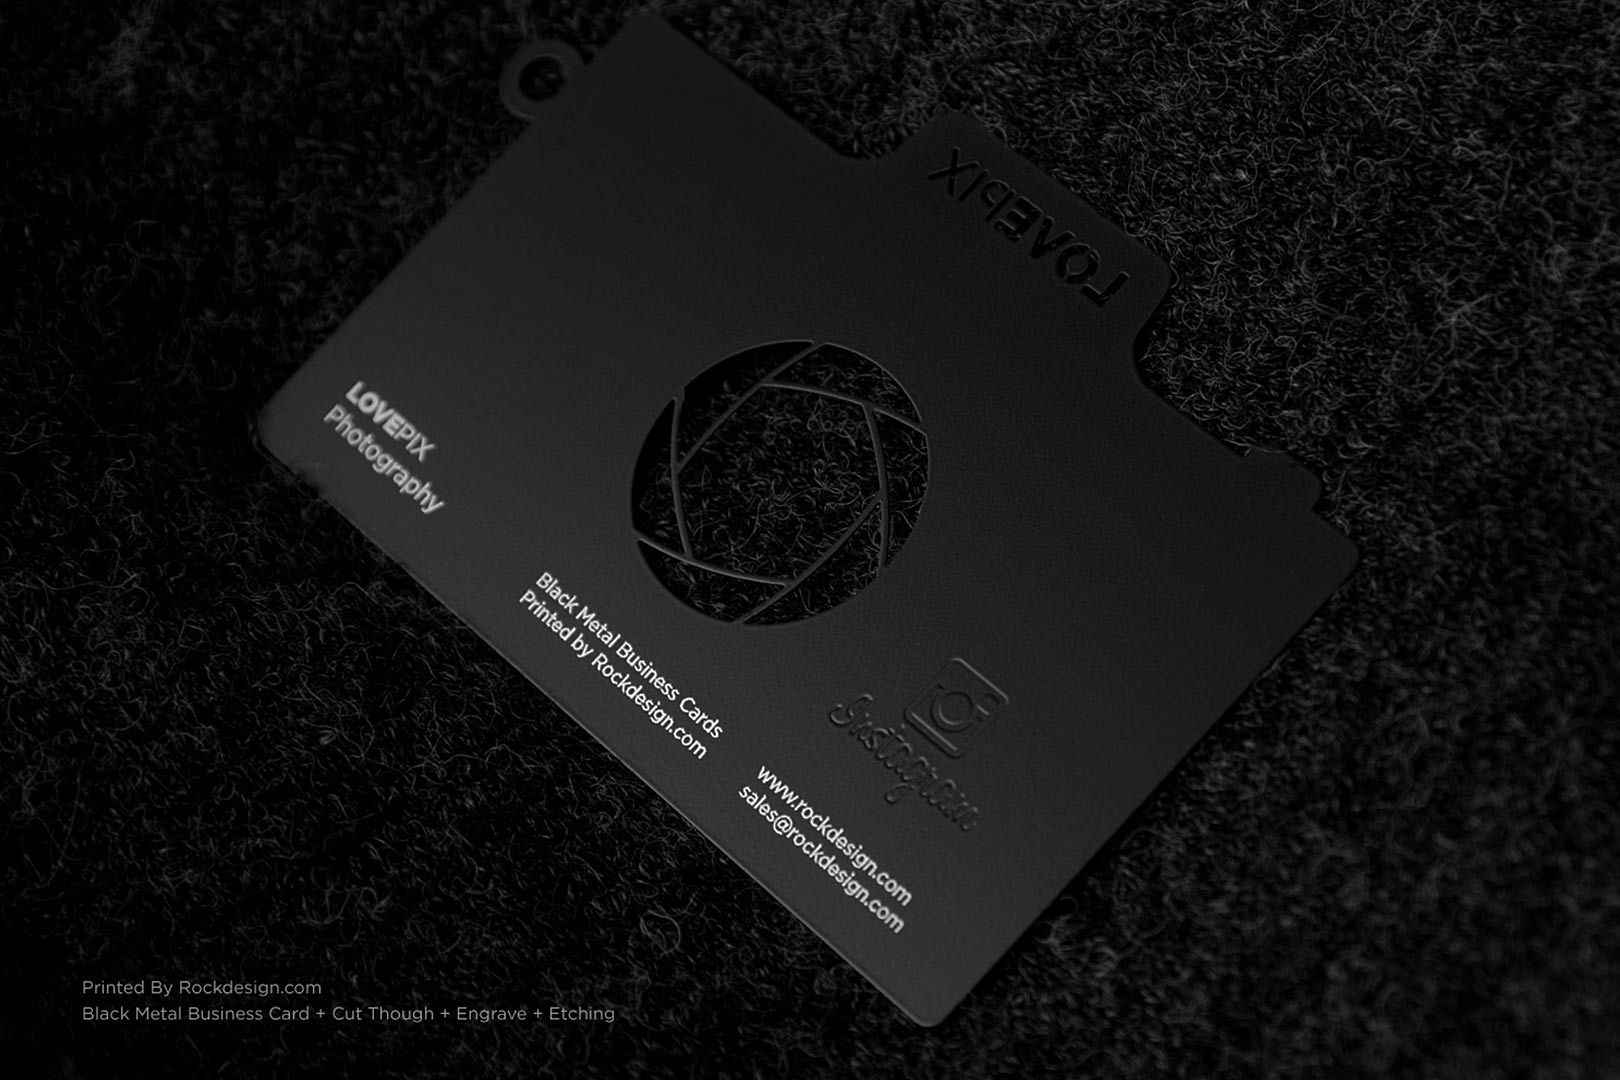 LOVEPIX
LOVEPIX
Photography
Black Metal Business Cards
Printed by Rockdesign.com
Instagram
www.rockdesign.com
sales@rockdesign.com
Printed By Rockdesign.com
Black Metal Business Card + Cut Though + Engrave + Etching